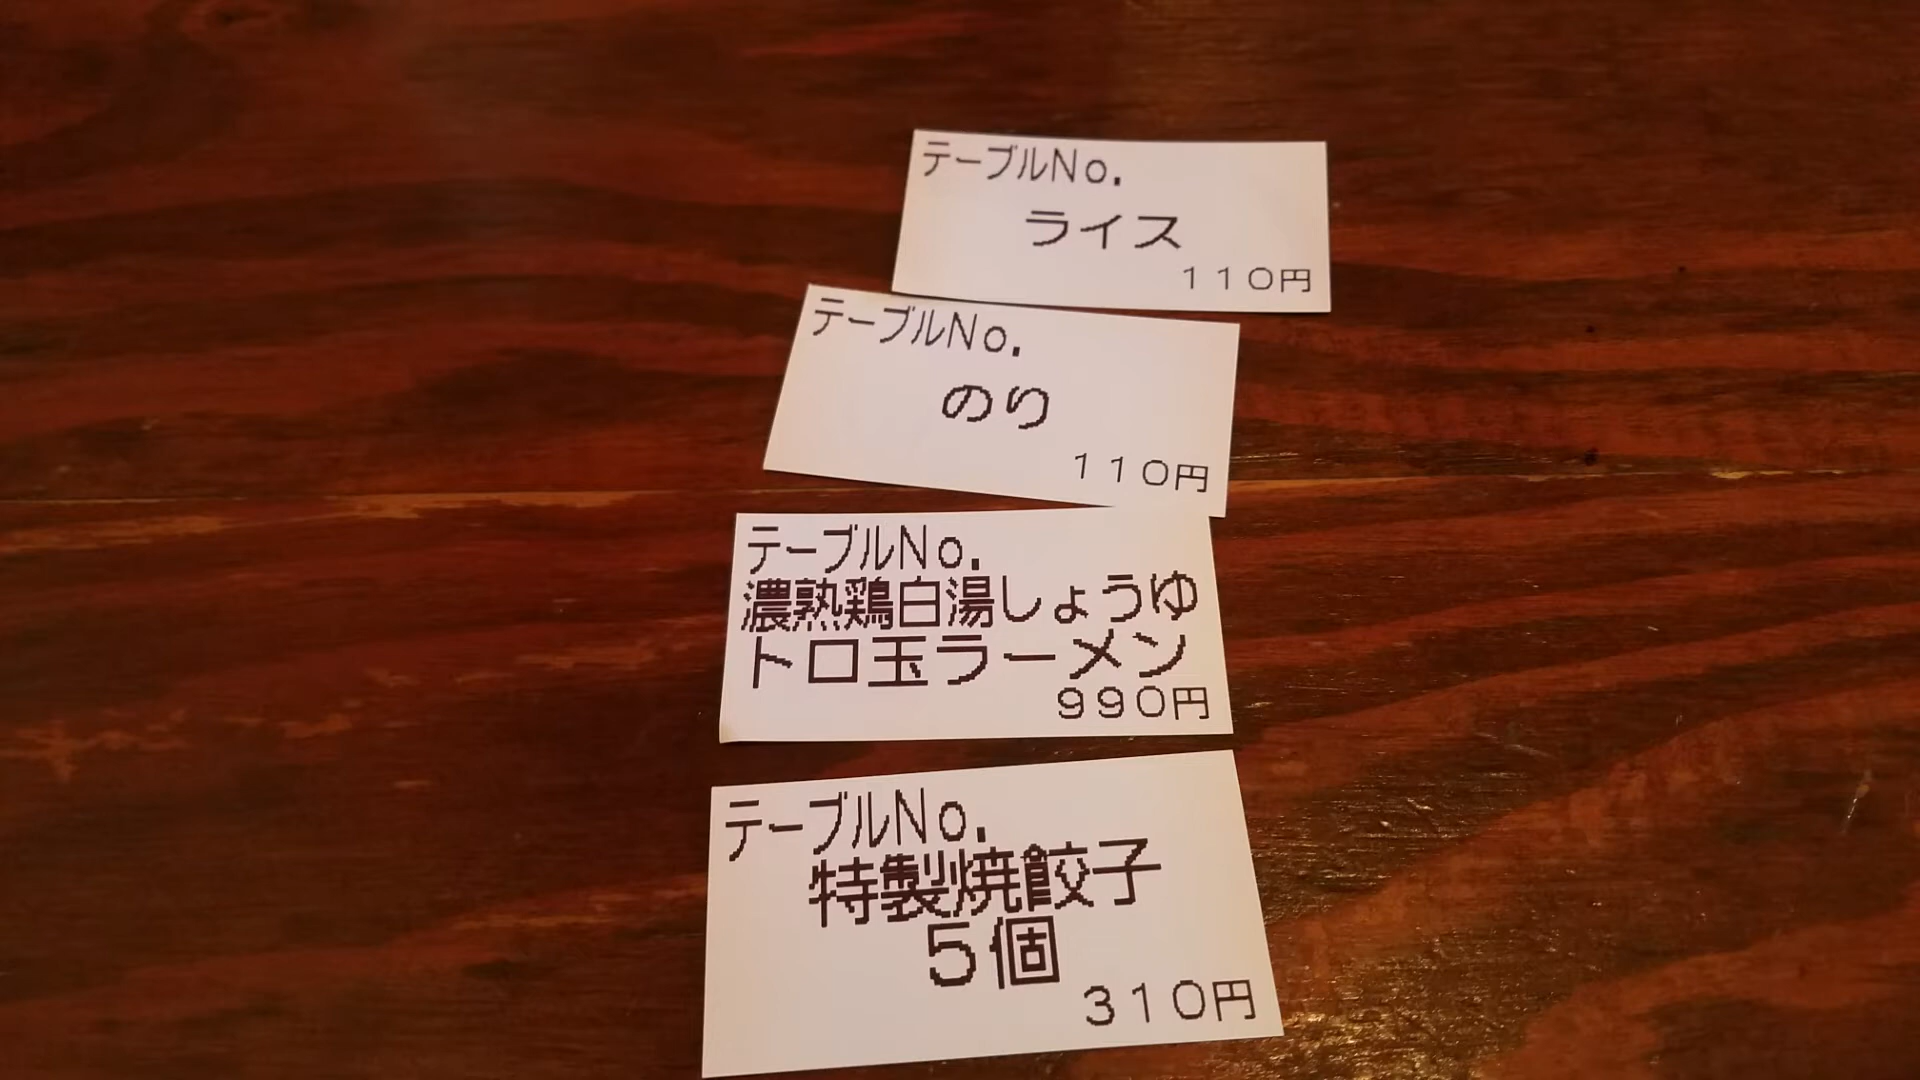 テーブルNo.
ライス
110円
テーブルNo.
のり
110円
テーブルNo.
濃熟鶏白湯しょうゆ
トロ玉ラーメン
990円
テーブルNo.
特製焼餃子
5個
310円